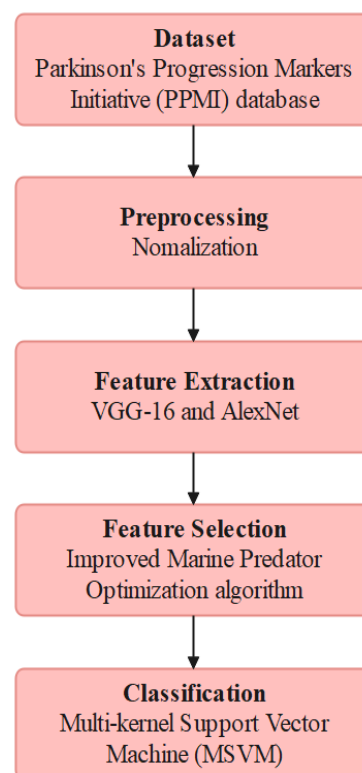 Dataset
Parkinson's Progression Markers
Initiative (PPMI) database
Preprocessing
Nomalization
Feature Extraction
VGG-16 and AlexNet
Feature Selection
Improved Marine Predator
Optimization algorithm
Classification
Multi-kernel Support Vector
Machine (MSVM)